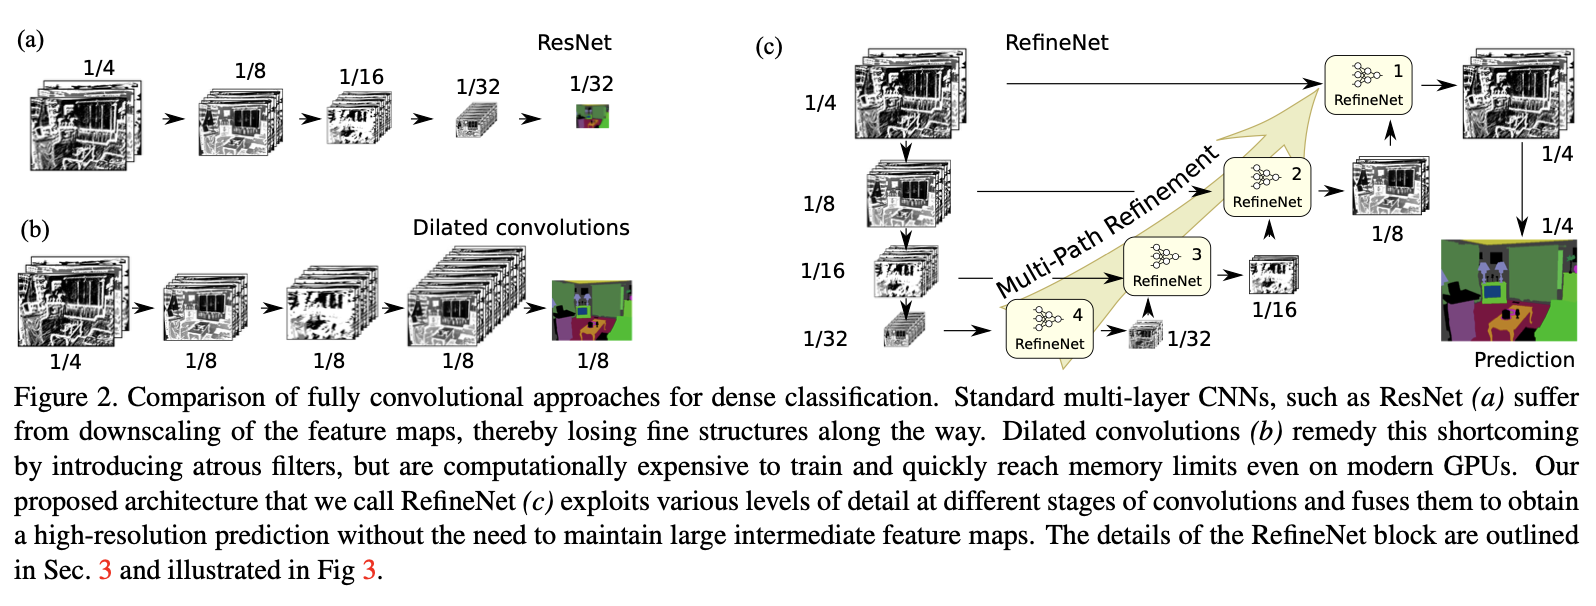 (a)
ResNet
1/4
1/8
1/16
1/32
1/32
(b)
Dilated convolutions
1/4
1/8
1/8
1/8
1/8
(c)
RefineNet
1/4
1/8
1/16
1/32
Multi-Path Refinement
1
RefineNet
2
RefineNet
3
RefineNet
4
RefineNet
1/32
1/16
1/8
1/4
1/4
Prediction
Figure 2. Comparison of fully convolutional approaches for dense classification. Standard multi-layer CNNs, such as ResNet (a) suffer
from downscaling of the feature maps, thereby losing fine structures along the way. Dilated convolutions (b) remedy this shortcoming
by introducing atrous filters, but are computationally expensive to train and quickly reach memory limits even on modern GPUs. Our
proposed architecture that we call RefineNet (c) exploits various levels of detail at different stages of convolutions and fuses them to obtain
a high-resolution prediction without the need to maintain large intermediate feature maps. The details of the RefineNet block are outlined
in Sec. 3 and illustrated in Fig 3.